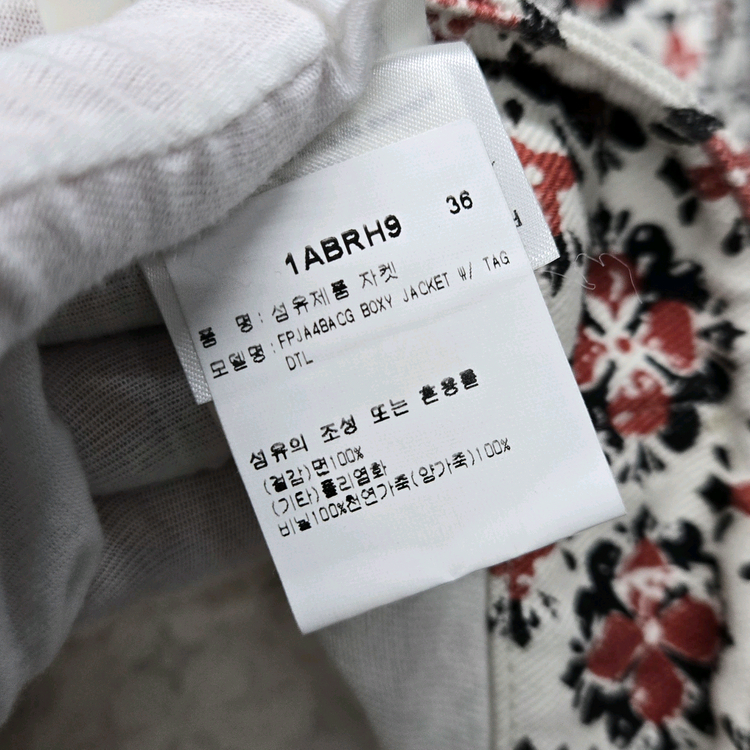 1ABRH9 36
품 명: 섬유제품 자켓
모델명: FPJA4BACG BOXY JACKET W/ TAG
DTL
섬유의 조성 또는 혼용률
(겉감)면100%
(기타)폴리염화
비닐100%천연가죽(양가죽)100%